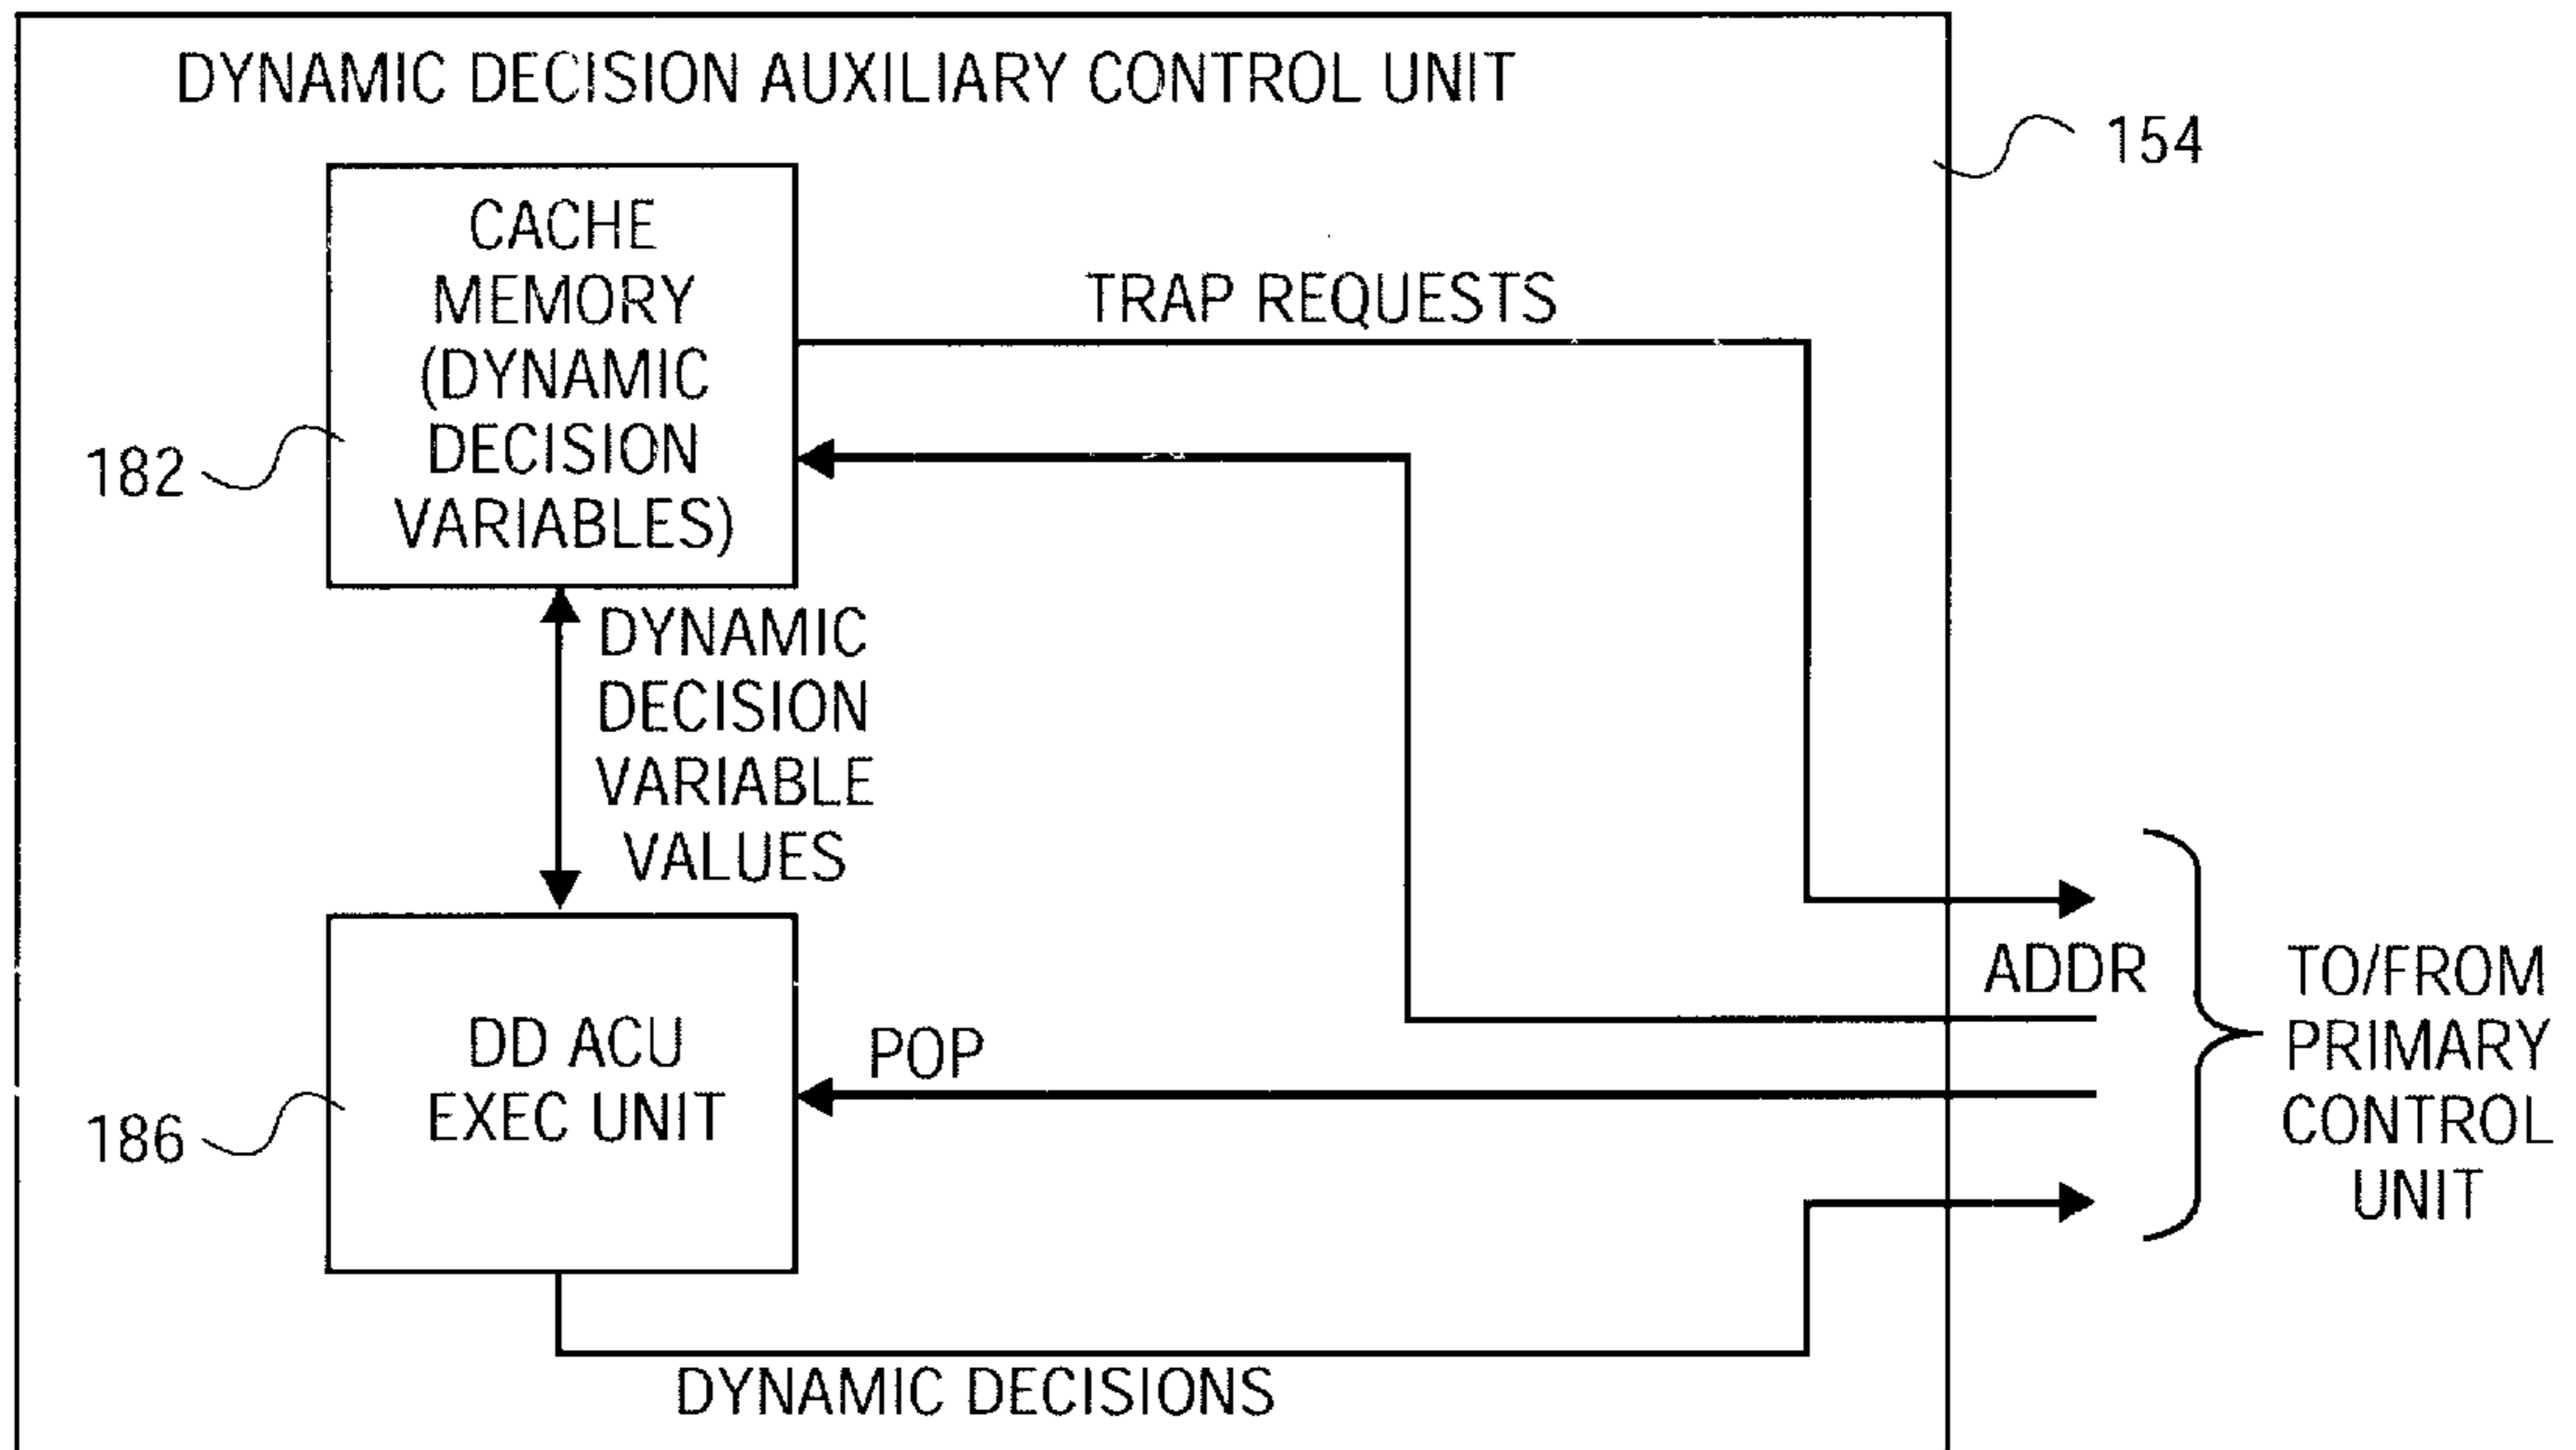 DYNAMIC DECISION AUXILIARY CONTROL UNIT
154
CACHE
MEMORY
(DYNAMIC
DECISION
VARIABLES)
182
TRAP REQUESTS
DYNAMIC
DECISION
VARIABLE
VALUES
ADDR
TO/FROM
PRIMARY
CONTROL
UNIT
POP
DD ACU
EXEC UNIT
186
DYNAMIC DECISIONS